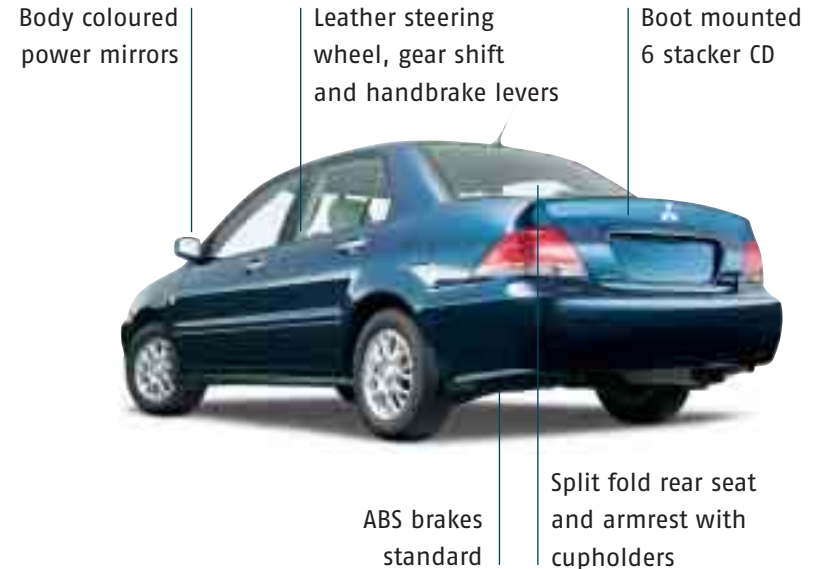 Body coloured
power mirrors
Leather steering
wheel, gear shift
and handbrake levers
Boot mounted
6 stacker CD
ABS brakes
standard
Split fold rear seat
and armrest with
cupholders